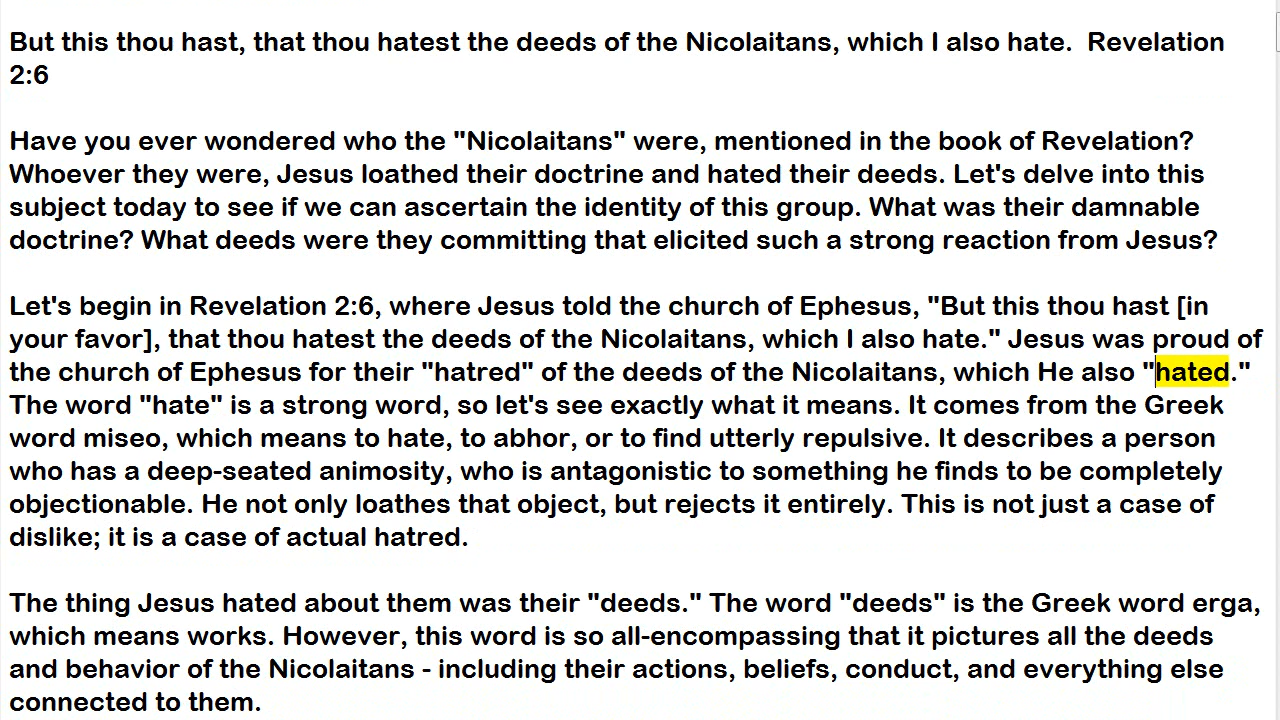 But this thou hast, that thou hatest the deeds of the Nicolaitans, which I also hate.  Revelation
2:6
Have you ever wondered who the "Nicolaitans" were, mentioned in the book of Revelation?
Whoever they were, Jesus loathed their doctrine and hated their deeds. Let's delve into this
subject today to see if we can ascertain the identity of this group. What was their damnable
doctrine? What deeds were they committing that elicited such a strong reaction from Jesus?
Let's begin in Revelation 2:6, where Jesus told the church of Ephesus, "But this thou hast [in
your favor], that thou hatest the deeds of the Nicolaitans, which I also hate." Jesus was proud of
the church of Ephesus for their "hatred" of the deeds of the Nicolaitans, which He also "hated."
The word "hate" is a strong word, so let's see exactly what it means. It comes from the Greek
word miseo, which means to hate, to abhor, or to find utterly repulsive. It describes a person
who has a deep-seated animosity, who is antagonistic to something he finds to be completely
objectionable. He not only loathes that object, but rejects it entirely. This is not just a case of
dislike; it is a case of actual hatred.
The thing Jesus hated about them was their "deeds." The word "deeds" is the Greek word erga,
which means works. However, this word is so all-encompassing that it pictures all the deeds
and behavior of the Nicolaitans - including their actions, beliefs, conduct, and everything else
connected to them.